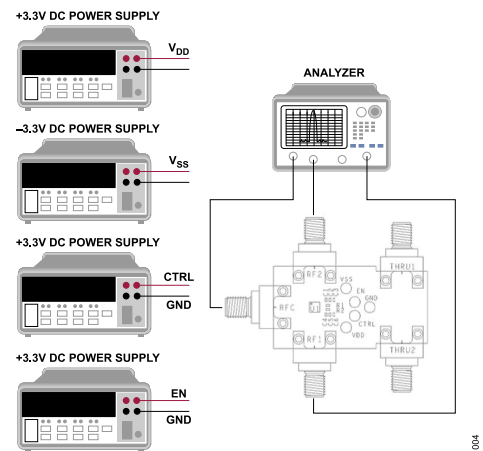 +3.3V DC POWER SUPPLY
VDD
–3.3V DC POWER SUPPLY
VSS
+3.3V DC POWER SUPPLY
CTRL
GND
+3.3V DC POWER SUPPLY
EN
GND
ANALYZER
RF2
VSS
EN
GND
THRU1
RFC
U1
CTRL
VDD
RF1
THRU2
004